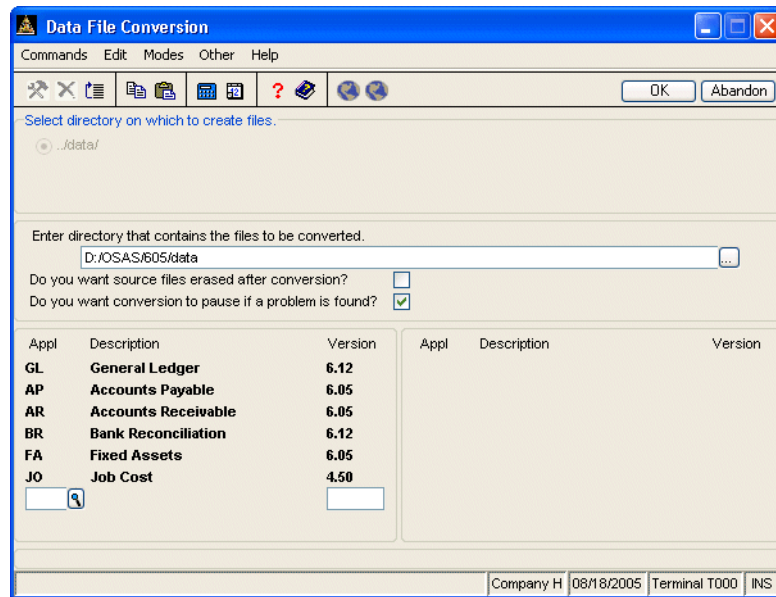 Data File Conversion
Commands Edit Modes Other Help
OK Abandon
Select directory on which to create files.
../data/
Enter directory that contains the files to be converted.
D:/OSAS/605/data
...
Do you want source files erased after conversion?
Do you want conversion to pause if a problem is found?
Appl Description Version Appl Description Version
GL General Ledger 6.12
AP Accounts Payable 6.05
AR Accounts Receivable 6.05
BR Bank Reconciliation 6.12
FA Fixed Assets 6.05
JO Job Cost 4.50
Company H 08/18/2005 Terminal T000 INS